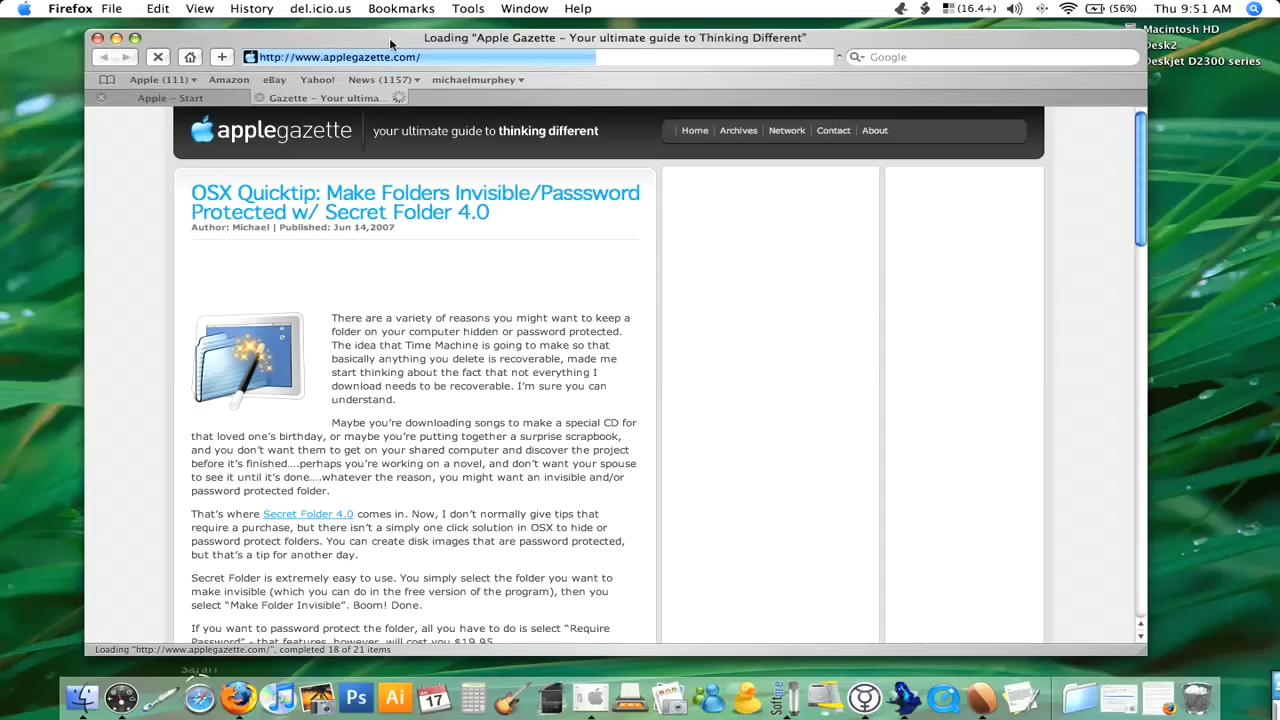 Firefox File Edit View History del.icio.us Bookmarks Tools Window Help (16.4+) (56%) Thu 9:51 AM
Macintosh HD
Desk2
Deskjet D2300 series
Loading "Apple Gazette – Your ultimate guide to Thinking Different"
http://www.applegazette.com/ Google
Apple (111) Amazon eBay Yahoo! News (1157) michaelmurphey
Apple – Start Gazette – Your ultima...
applegazette your ultimate guide to thinking different Home Archives Network Contact About
OSX Quicktip: Make Folders Invisible/Passsword
Protected w/ Secret Folder 4.0
Author: Michael | Published: Jun 14,2007
There are a variety of reasons you might want to keep a
folder on your computer hidden or password protected.
The idea that Time Machine is going to make so that
basically anything you delete is recoverable, made me
start thinking about the fact that not everything I
download needs to be recoverable. I'm sure you can
understand.
Maybe you're downloading songs to make a special CD for
that loved one's birthday, or maybe you're putting together a surprise scrapbook,
and you don't want them to get on your shared computer and discover the project
before it's finished....perhaps you're working on a novel, and don't want your spouse
to see it until it's done....whatever the reason, you might want an invisible and/or
password protected folder.
That's where Secret Folder 4.0 comes in. Now, I don't normally give tips that
require a purchase, but there isn't a simply one click solution in OSX to hide or
password protect folders. You can create disk images that are password protected,
but that's a tip for another day.
Secret Folder is extremely easy to use. You simply select the folder you want to
make invisible (which you can do in the free version of the program), then you
select "Make Folder Invisible". Boom! Done.
If you want to password protect the folder, all you have to do is select "Require
Password" - that features, however, will cost you $19.95
Loading "http://www.applegazette.com/", completed 18 of 21 items
Safari
Ps Ai 17